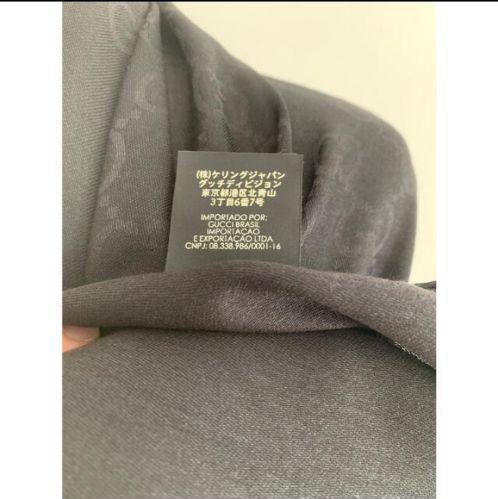 (株)ケリングジャパン
グッチディビジョン
東京都港区北青山
3丁目6番7号
IMPORTADO POR:
GUCCI BRASIL
IMPORTAÇAO
E EXPORTAÇÃO LTDA
CNPJ: 08.338.986/0001-16